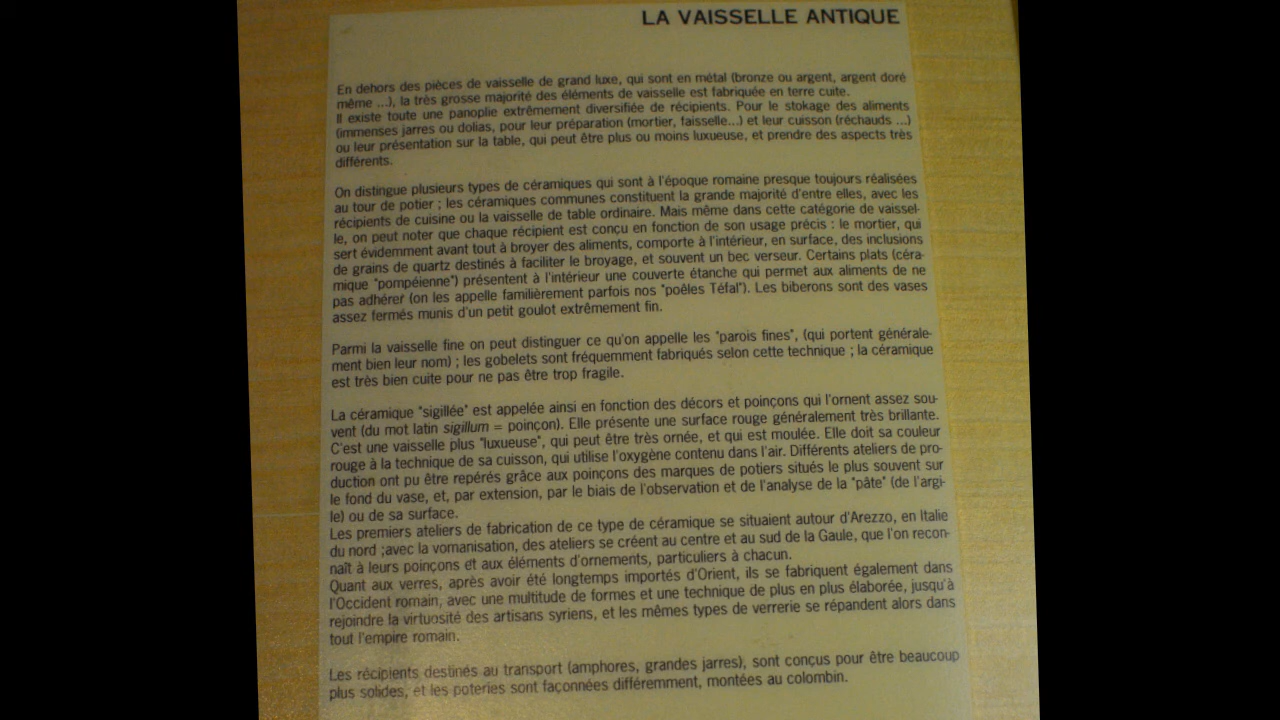 LA VAISSELLE ANTIQUE
En dehors des pièces de vaisselle de grand luxe, qui sont en métal (bronze ou argent, argent doré
même ...), la très grosse majorité des éléments de vaisselle est fabriquée en terre cuite.
Il existe toute une panoplie extrêmement diversifiée de récipients. Pour le stokage des aliments
(immenses jarres ou dolias, pour leur préparation (mortier, faisselle...) et leur cuisson (réchauds ...)
ou leur présentation sur la table, qui peut être plus ou moins luxueuse, et prendre des aspects très
différents.
On distingue plusieurs types de céramiques qui sont à l'époque romaine presque toujours réalisées
au tour de potier ; les céramiques communes constituent la grande majorité d'entre elles, avec les
récipients de cuisine ou la vaisselle de table ordinaire. Mais même dans cette catégorie de vaissel-
le, on peut noter que chaque récipient est conçu en fonction de son usage précis : le mortier, qui
sert évidemment avant tout à broyer des aliments, comporte à l'intérieur, en surface, des inclusions
de grains de quartz destinés à faciliter le broyage, et souvent un bec verseur. Certains plats (céra-
mique "pompéienne") présentent à l'intérieur une couverte étanche qui permet aux aliments de ne
pas adhérer (on les appelle familièrement parfois nos "poêles Téfal"). Les biberons sont des vases
assez fermés munis d'un petit goulot extrêmement fin.
Parmi la vaisselle fine on peut distinguer ce qu'on appelle les "parois fines", (qui portent générale-
ment bien leur nom) ; les gobelets sont fréquemment fabriqués selon cette technique ; la céramique
est très bien cuite pour ne pas être trop fragile.
La céramique "sigillée" est appelée ainsi en fonction des décors et poinçons qui l'ornent assez sou-
vent (du mot latin sigillum = poinçon). Elle présente une surface rouge généralement très brillante.
C'est une vaisselle plus "luxueuse", qui peut être très ornée, et qui est moulée. Elle doit sa couleur
rouge à la technique de sa cuisson, qui utilise l'oxygène contenu dans l'air. Différents ateliers de pro-
duction ont pu être repérés grâce aux poinçons des marques de potiers situés le plus souvent sur
le fond du vase, et, par extension, par le biais de l'observation et de l'analyse de la "pâte" (de l'argi-
le) ou de sa surface.
Les premiers ateliers de fabrication de ce type de céramique se situaient autour d'Arezzo, en Italie
du nord ;avec la vomanisation, des ateliers se créent au centre et au sud de la Gaule, que l'on recon-
naît à leurs poinçons et aux éléments d'ornements, particuliers à chacun.
Quant aux verres, après avoir été longtemps importés d'Orient, ils se fabriquent également dans
l'Occident romain, avec une multitude de formes et une technique de plus en plus élaborée, jusqu'à
rejoindre la virtuosité des artisans syriens, et les mêmes types de verrerie se répandent alors dans
tout l'empire romain.
Les récipients destinés au transport (amphores, grandes jarres), sont conçus pour être beaucoup
plus solides, et les poteries sont façonnées différemment, montées au colombin.